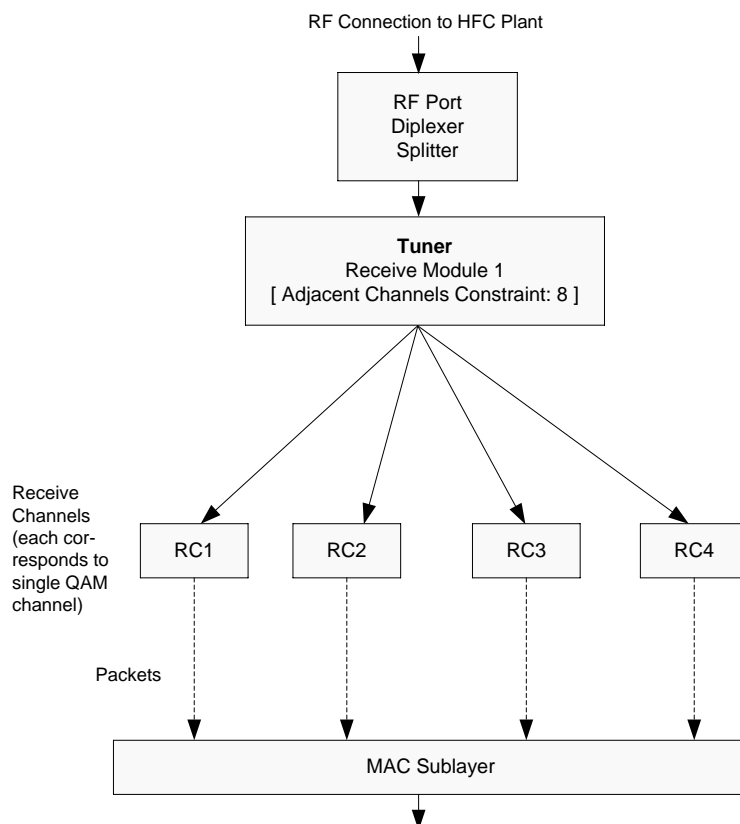 RF Connection to HFC Plant
RF Port
Diplexer
Splitter
Tuner
Receive Module 1
[ Adjacent Channels Constraint: 8 ]
Receive
Channels
(each cor-
responds to
single QAM
channel)
RC1
RC2
RC3
RC4
Packets
MAC Sublayer